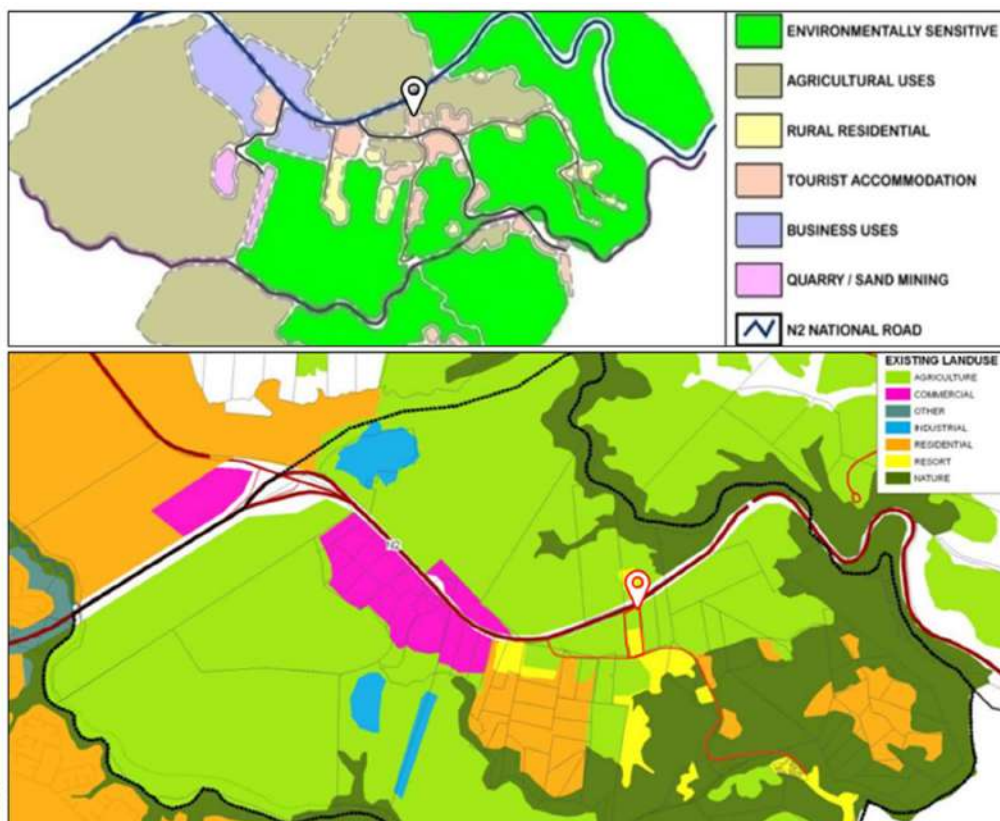 ENVIRONMENTALLY SENSITIVE
AGRICULTURAL USES
RURAL RESIDENTIAL
TOURIST ACCOMMODATION
BUSINESS USES
QUARRY / SAND MINING
N2 NATIONAL ROAD
EXISTING LANDUSE
AGRICULTURE
COMMERCIAL
OTHER
INDUSTRIAL
RESIDENTIAL
RESORT
NATURE
N2